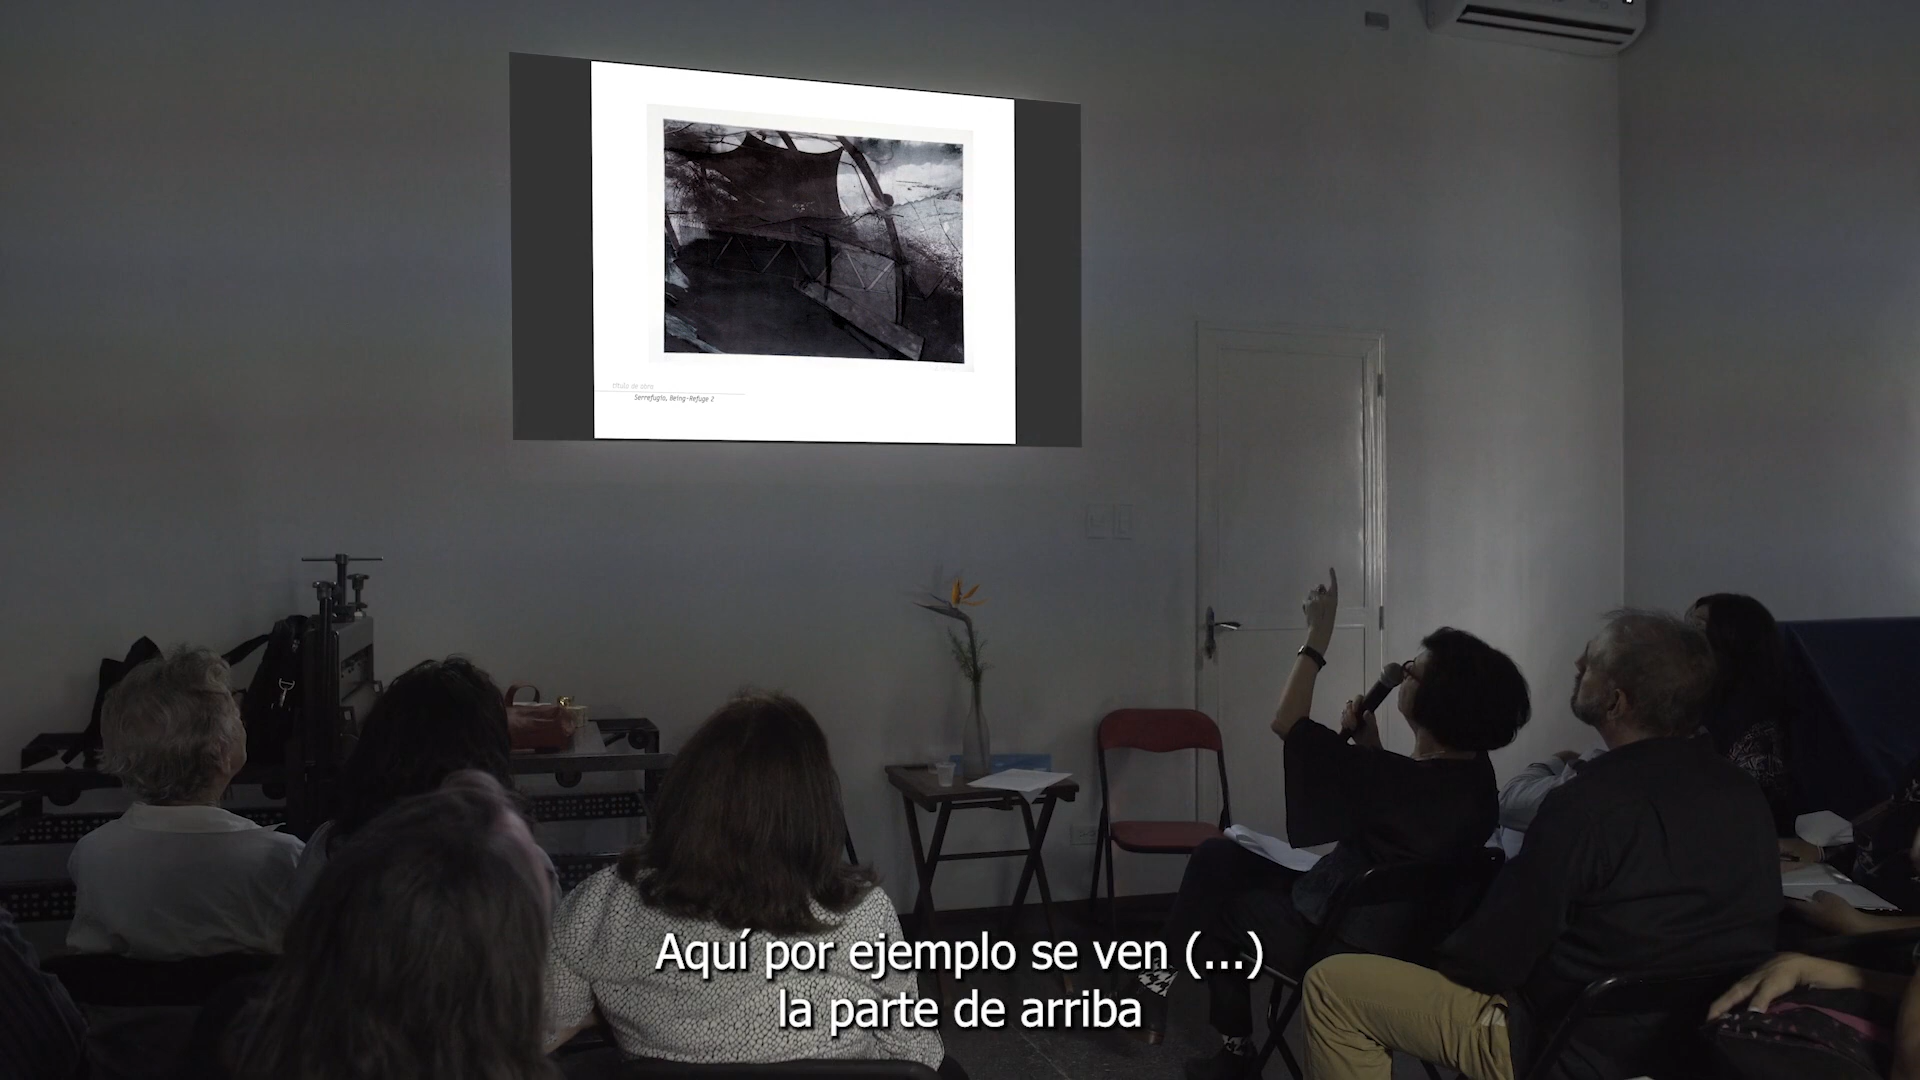 título de obra
Serrefugio, Being-Refuge 2
Aquí por ejemplo se ven (...)
la parte de arriba